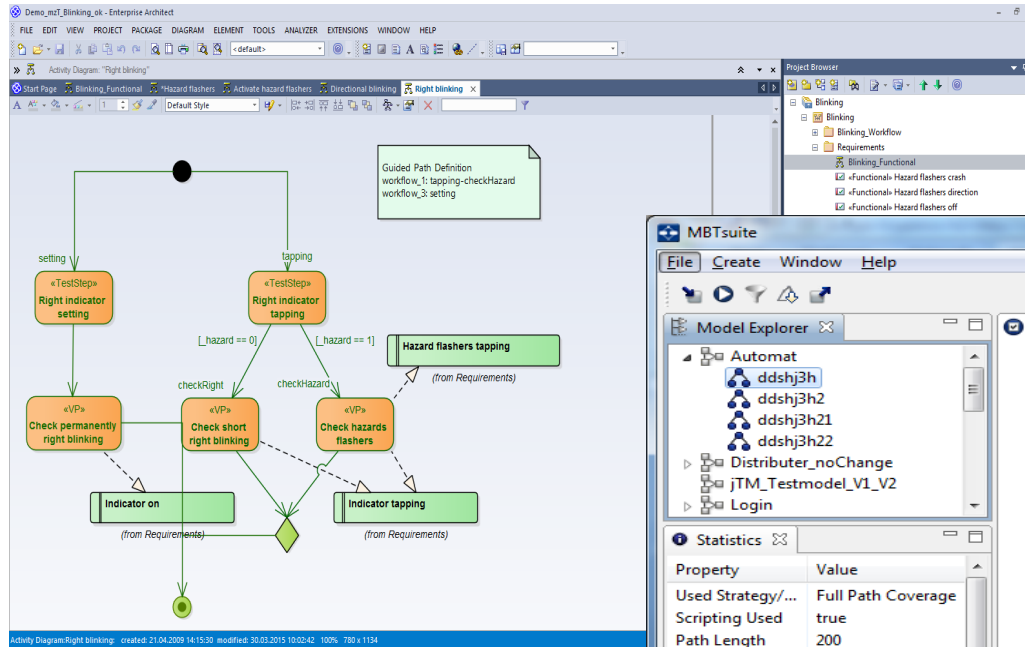 Demo_mzT_Blinking_ok - Enterprise Architect
FILE EDIT VIEW PROJECT PACKAGE DIAGRAM ELEMENT TOOLS ANALYZER EXTENSIONS WINDOW HELP
<default>
Activity Diagram: "Right blinking"
Start Page Blinking_Functional *Hazard flashers Activate hazard flashers Directional blinking Right blinking
1 Default Style
Guided Path Definition
workflow_1: tapping-checkHazard
workflow_3: setting
setting
tapping
«TestStep»
Right indicator
setting
«TestStep»
Right indicator
tapping
[_hazard == 0]
[_hazard == 1]
Hazard flashers tapping
(from Requirements)
checkRight
checkHazard
«VP»
Check permanently
right blinking
«VP»
Check short
right blinking
«VP»
Check hazards
flashers
Indicator on
(from Requirements)
Indicator tapping
(from Requirements)
Activity Diagram:Right blinking: created: 21.04.2009 14:15:30 modified: 30.03.2015 10:02:42 100% 780 x 1134
Project Browser
Blinking
Blinking
Blinking_Workflow
Requirements
Blinking_Functional
«Functional» Hazard flashers crash
«Functional» Hazard flashers direction
«Functional» Hazard flashers off
MBTsuite
File Create Window Help
Model Explorer
Automat
ddshj3h
ddshj3h2
ddshj3h21
ddshj3h22
Distributer_noChange
jTM_Testmodel_V1_V2
Login
Statistics
Property Value
Used Strategy/... Full Path Coverage
Scripting Used true
Path Length 200